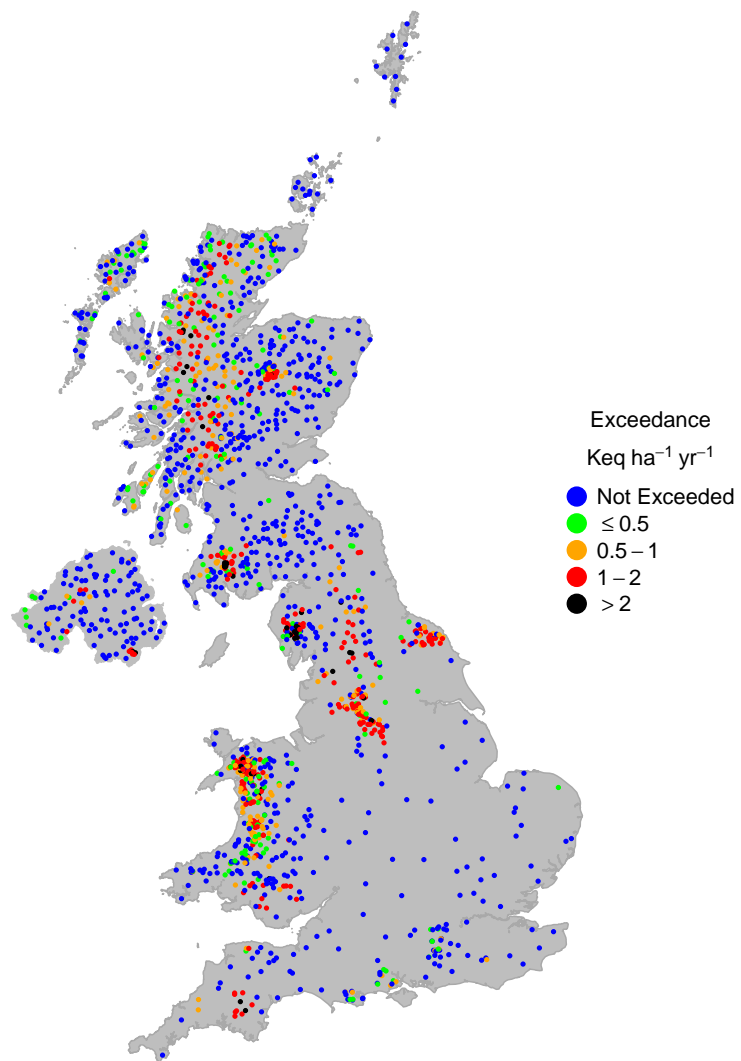 Exceedance
Keq ha⁻¹ yr⁻¹
Not Exceeded
≤ 0.5
0.5 – 1
1 – 2
> 2